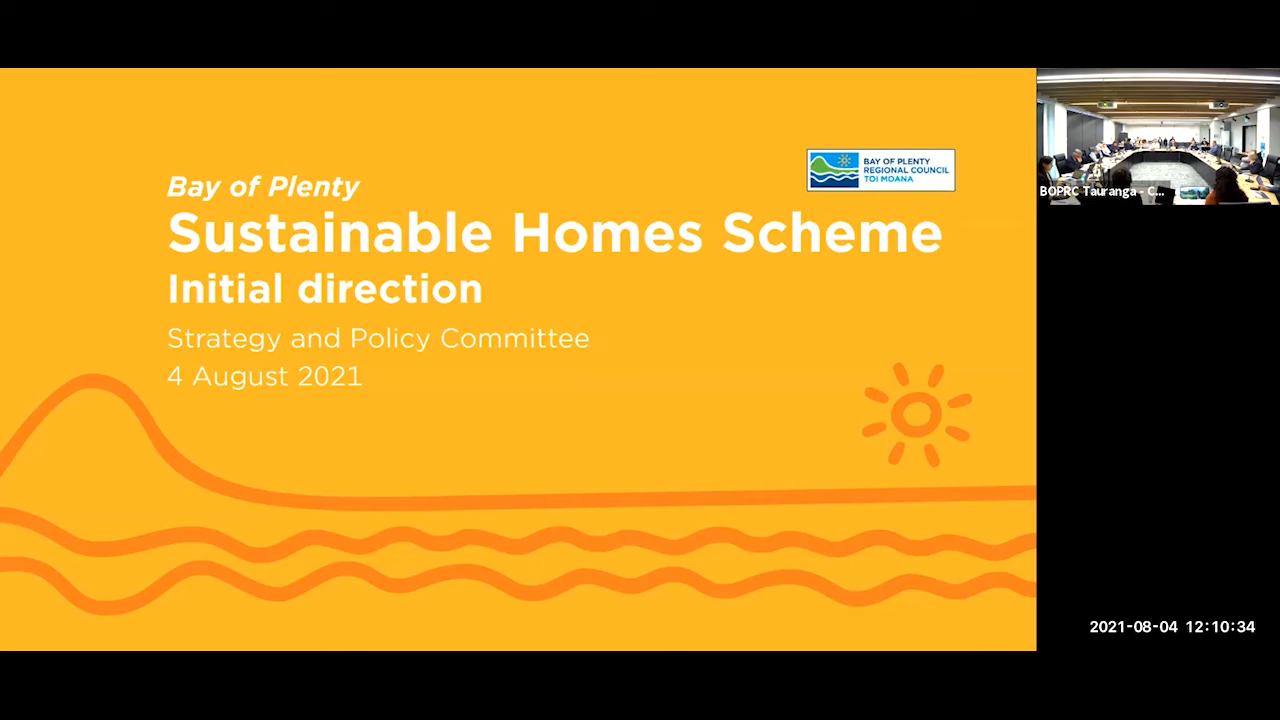 Bay of Plenty
Sustainable Homes Scheme
Initial direction
Strategy and Policy Committee
4 August 2021
BAY OF PLENTY
REGIONAL COUNCIL
TOI MOANA
BOPRC Tauranga - C...
2021-08-04 12:10:34